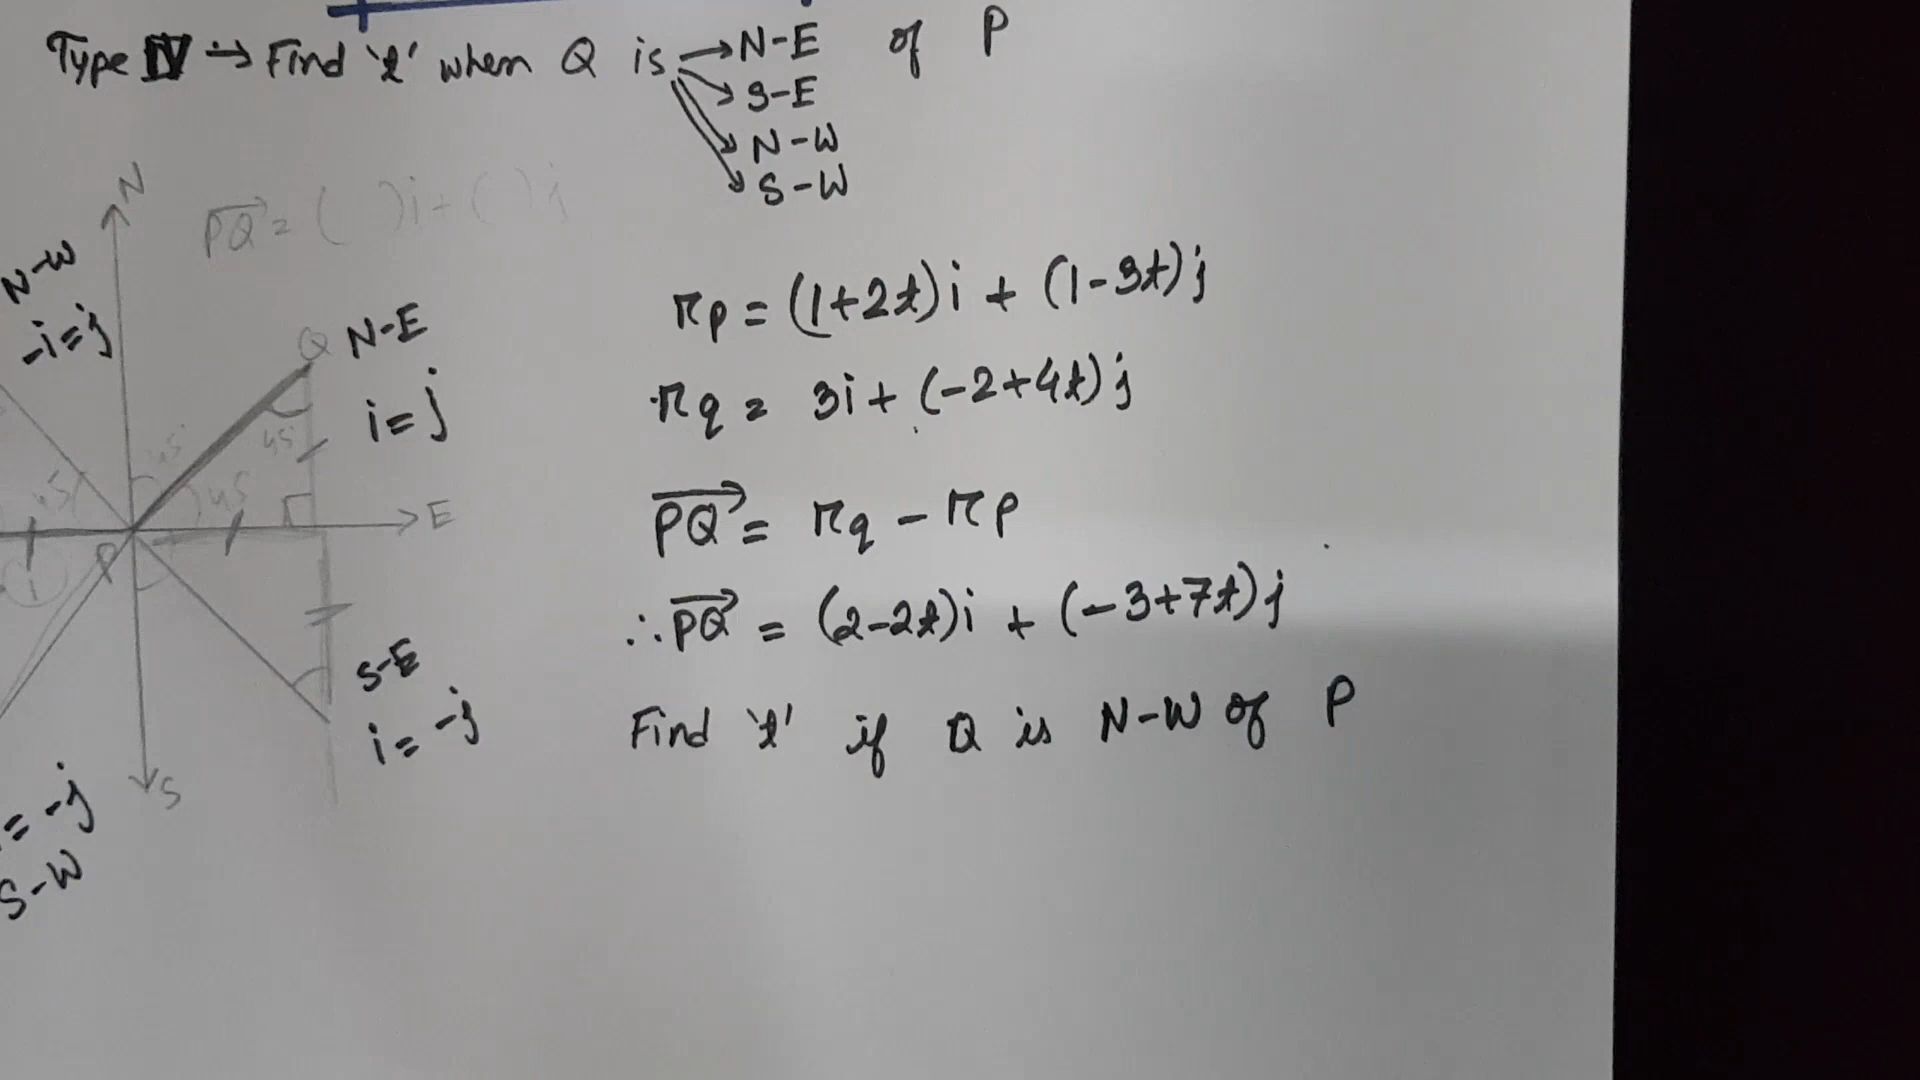 Type IV → Find 't' when Q is → N-E of P
→ S-E
→ N-W
→ S-W
N
PQ = ( )i + ( )j
N-W
-i = j
Q N-E
i = j
45
45
E
P
S-E
i = -j
S
= -j
S-W
rp = (1+2t)i + (1-3t)j
rq = 3i + (-2+4t)j
PQ = rq - rp
∴ PQ = (2-2t)i + (-3+7t)j
Find 't' if Q is N-W of P